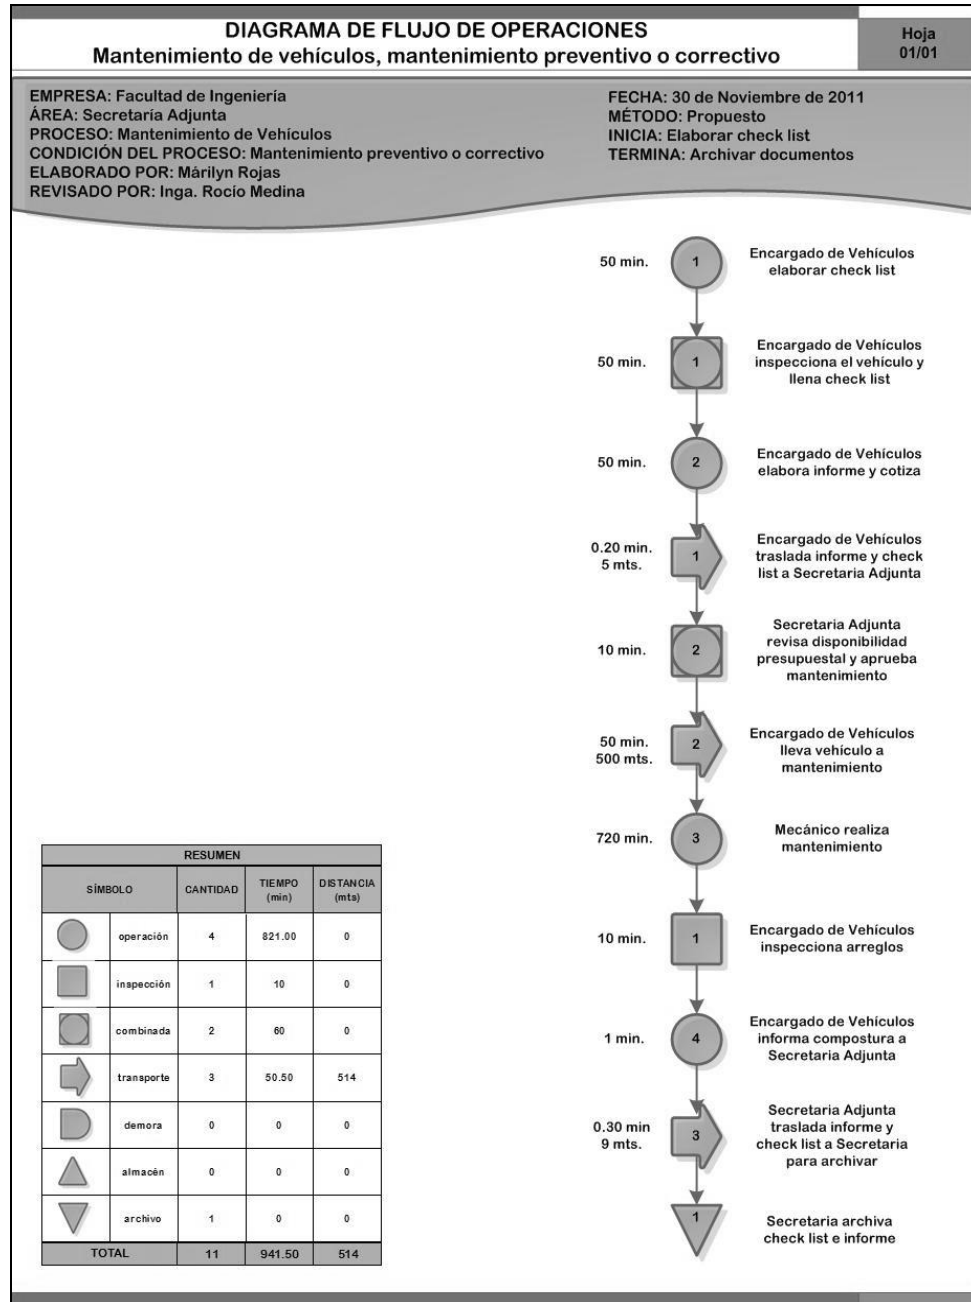 DIAGRAMA DE FLUJO DE OPERACIONES
Mantenimiento de vehículos, mantenimiento preventivo o correctivo
Hoja
01/01
EMPRESA: Facultad de Ingeniería
ÁREA: Secretaría Adjunta
PROCESO: Mantenimiento de Vehículos
CONDICIÓN DEL PROCESO: Mantenimiento preventivo o correctivo
ELABORADO POR: Márilyn Rojas
REVISADO POR: Inga. Rocío Medina
FECHA: 30 de Noviembre de 2011
MÉTODO: Propuesto
INICIA: Elaborar check list
TERMINA: Archivar documentos
50 min.
1
Encargado de Vehículos
elaborar check list
50 min.
1
Encargado de Vehículos
inspecciona el vehículo y
llena check list
50 min.
2
Encargado de Vehículos
elabora informe y cotiza
0.20 min.
5 mts.
1
Encargado de Vehículos
traslada informe y check
list a Secretaria Adjunta
10 min.
2
Secretaria Adjunta
revisa disponibilidad
presupuestal y aprueba
mantenimiento
50 min.
500 mts.
2
Encargado de Vehículos
lleva vehículo a
mantenimiento
720 min.
3
Mecánico realiza
mantenimiento
10 min.
1
Encargado de Vehículos
inspecciona arreglos
1 min.
4
Encargado de Vehículos
informa compostura a
Secretaria Adjunta
0.30 min
9 mts.
3
Secretaria Adjunta
traslada informe y
check list a Secretaria
para archivar
1
Secretaria archiva
check list e informe
RESUMEN
SÍMBOLO CANTIDAD TIEMPO (min) DISTANCIA (mts)
operación 4 821.00 0
inspección 1 10 0
combinada 2 60 0
transporte 3 50.50 514
demora 0 0 0
almacén 0 0 0
archivo 1 0 0
TOTAL 11 941.50 514